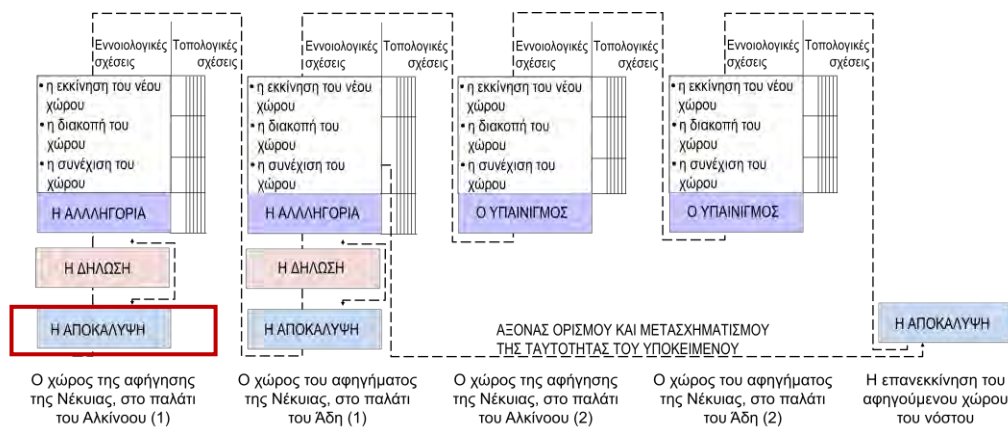 Εννοιολογικές σχέσεις
Τοπολογικές σχέσεις
• η εκκίνηση του νέου
χώρου
• η διακοπή του
χώρου
• η συνέχιση του
χώρου
Η ΑΛΛΛΗΓΟΡΙΑ
Η ΔΗΛΩΣΗ
Η ΑΠΟΚΑΛΥΨΗ
Ο χώρος της αφήγησης
της Νέκυιας, στο παλάτι
του Αλκίνοου (1)
Εννοιολογικές σχέσεις
Τοπολογικές σχέσεις
• η εκκίνηση του νέου
χώρου
• η διακοπή του
χώρου
• η συνέχιση του
χώρου
Η ΑΛΛΛΗΓΟΡΙΑ
Η ΔΗΛΩΣΗ
Η ΑΠΟΚΑΛΥΨΗ
Ο χώρος του αφηγήματος
της Νέκυιας, στο παλάτι
του Άδη (1)
Εννοιολογικές σχέσεις
Τοπολογικές σχέσεις
• η εκκίνηση του νέου
χώρου
• η διακοπή του
χώρου
• η συνέχιση του
χώρου
Ο ΥΠΑΙΝΙΓΜΟΣ
Ο χώρος της αφήγησης
της Νέκυιας, στο παλάτι
του Αλκίνοου (2)
Εννοιολογικές σχέσεις
Τοπολογικές σχέσεις
• η εκκίνηση του νέου
χώρου
• η διακοπή του
χώρου
• η συνέχιση του
χώρου
Ο ΥΠΑΙΝΙΓΜΟΣ
Ο χώρος του αφηγήματος
της Νέκυιας, στο παλάτι
του Άδη (2)
ΑΞΟΝΑΣ ΟΡΙΣΜΟΥ ΚΑΙ ΜΕΤΑΣΧΗΜΑΤΙΣΜΟΥ
ΤΗΣ ΤΑΥΤΟΤΗΤΑΣ ΤΟΥ ΥΠΟΚΕΙΜΕΝΟΥ
Η ΑΠΟΚΑΛΥΨΗ
Η επανεκκίνηση του
αφηγούμενου χώρου
του νόστου